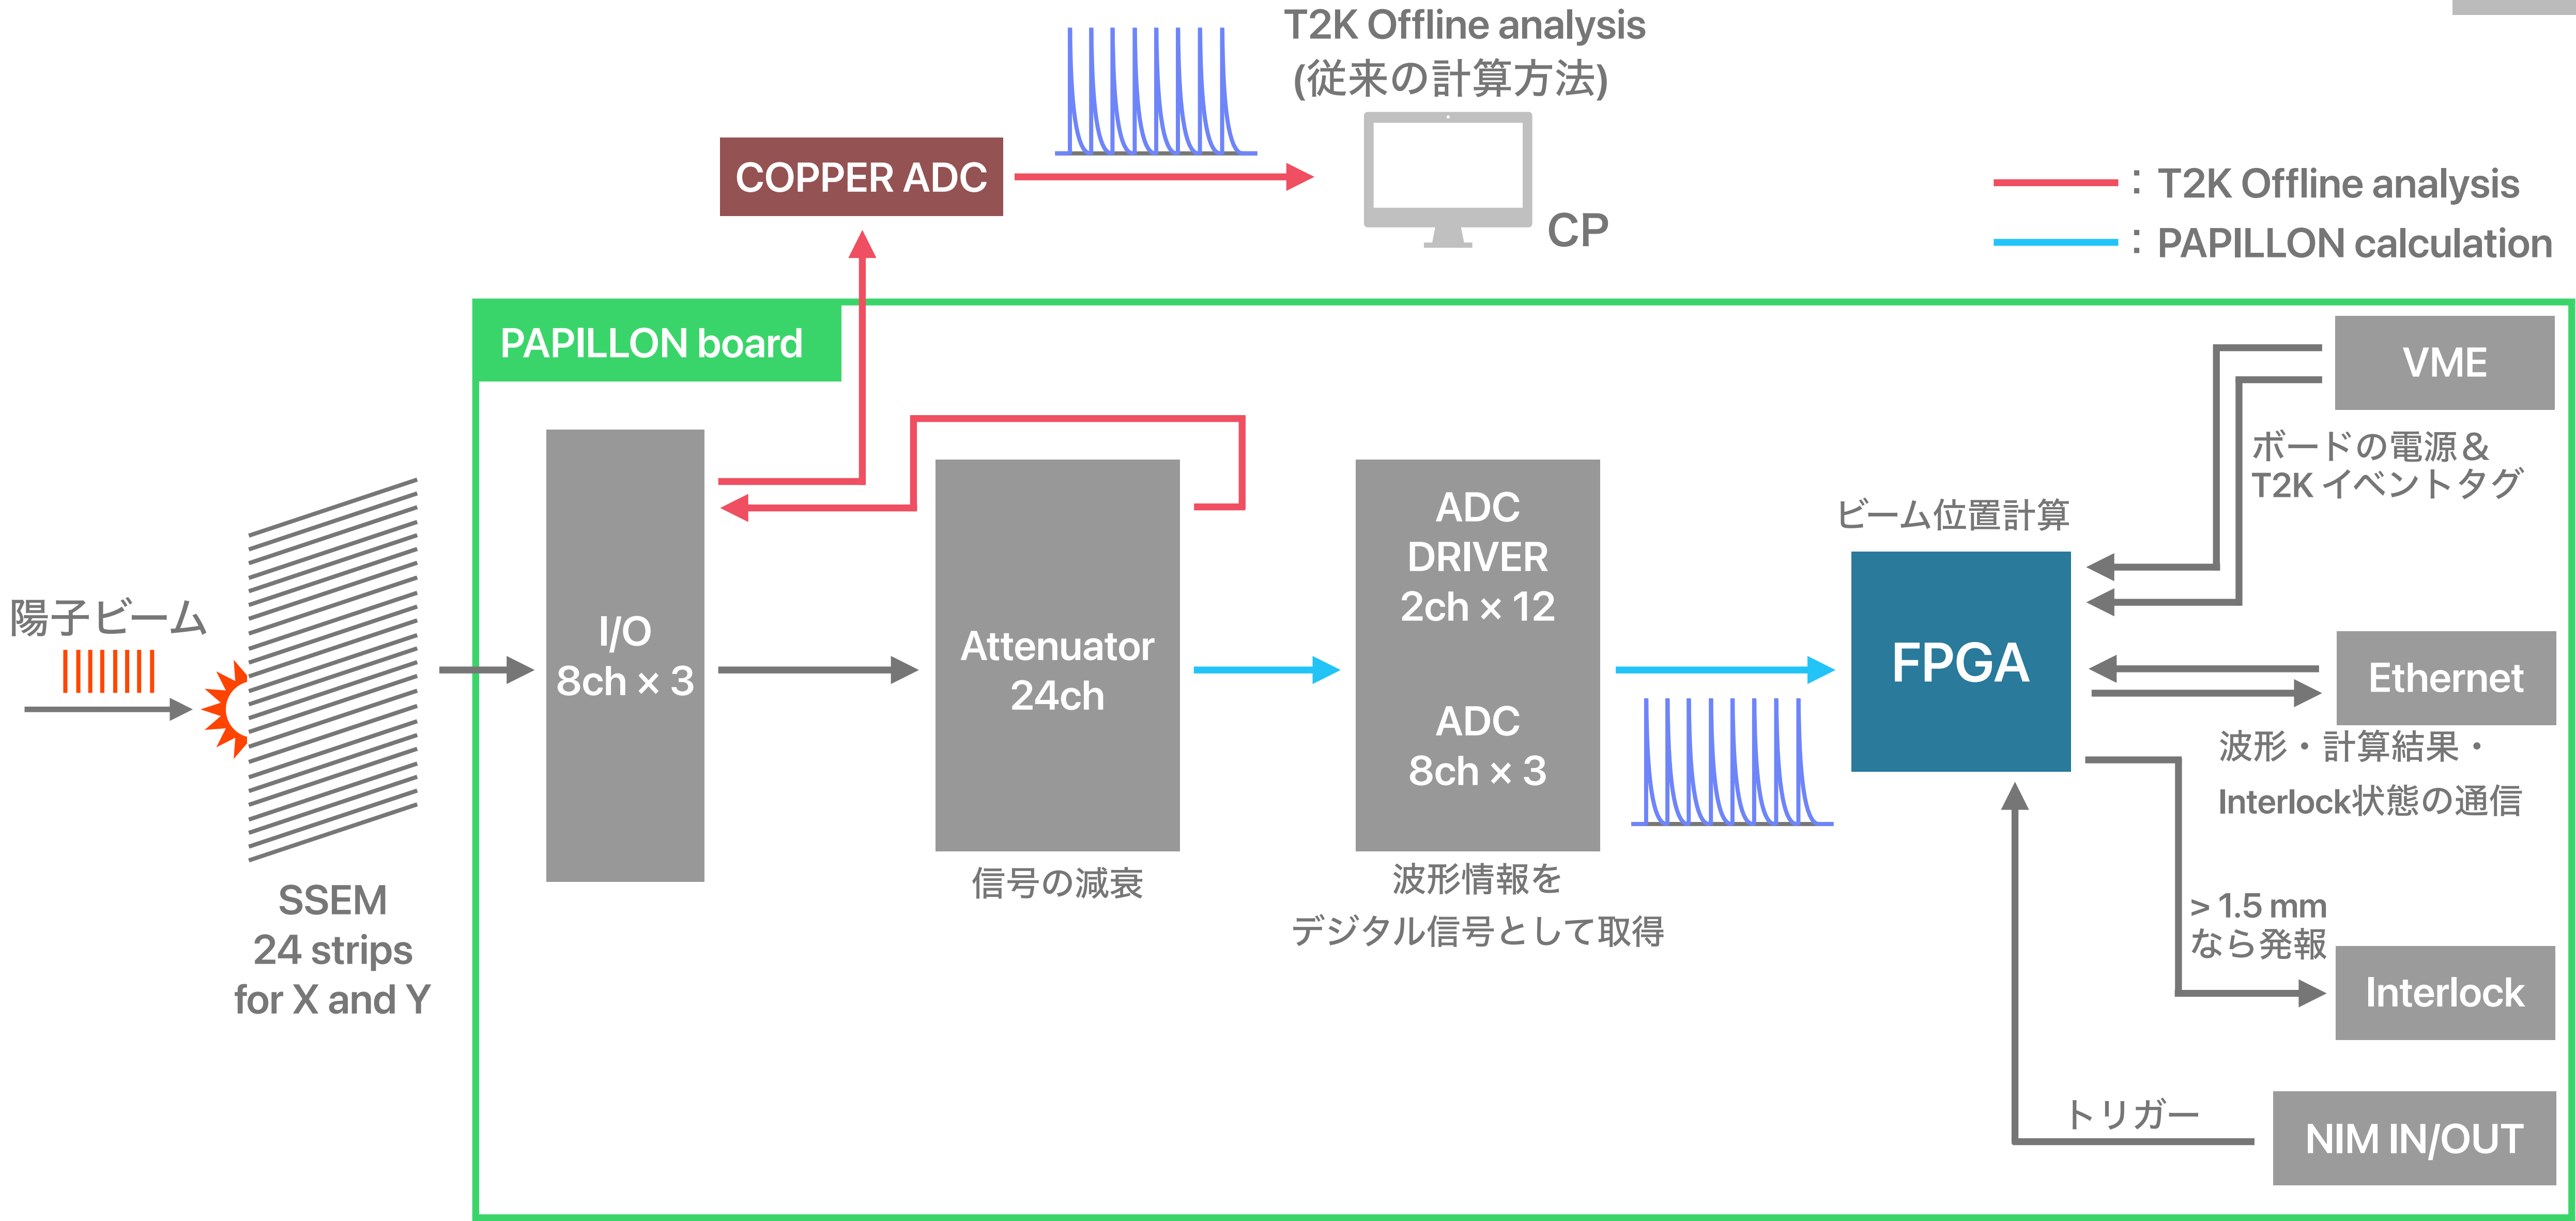 T2K Offline analysis
(従来の計算方法)
COPPER ADC
CP
: T2K Offline analysis
: PAPILLON calculation
PAPILLON board
VME
ボードの電源&
T2K イベントタグ
陽子ビーム
SSEM
24 strips
for X and Y
I/O
8ch × 3
Attenuator
24ch
信号の減衰
ADC
DRIVER
2ch × 12
ADC
8ch × 3
波形情報を
デジタル信号として取得
ビーム位置計算
FPGA
Ethernet
波形・計算結果・
Interlock状態の通信
> 1.5 mm
なら発報
Interlock
トリガー
NIM IN/OUT